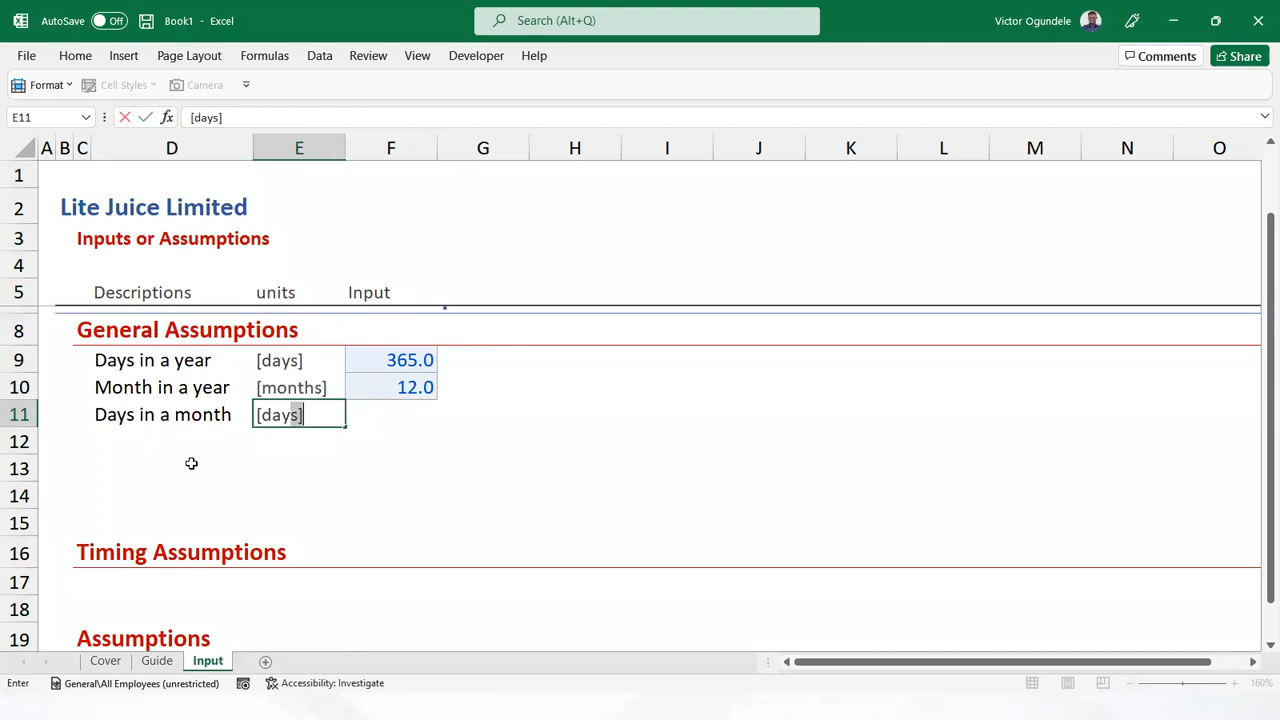 AutoSave Off Book1 - Excel Search (Alt+Q) Victor Ogundele
File Home Insert Page Layout Formulas Data Review View Developer Help Comments Share
Format Cell Styles Camera
E11 fx [days]
A B C D E F G H I J K L M N O
1
2 Lite Juice Limited
3 Inputs or Assumptions
4
5 Descriptions units Input
8 General Assumptions
9 Days in a year [days] 365.0
10 Month in a year [months] 12.0
11 Days in a month [days]
12
13
14
15
16 Timing Assumptions
17
18
19 Assumptions
Cover Guide Input
Enter General\All Employees (unrestricted) Accessibility: Investigate 160%